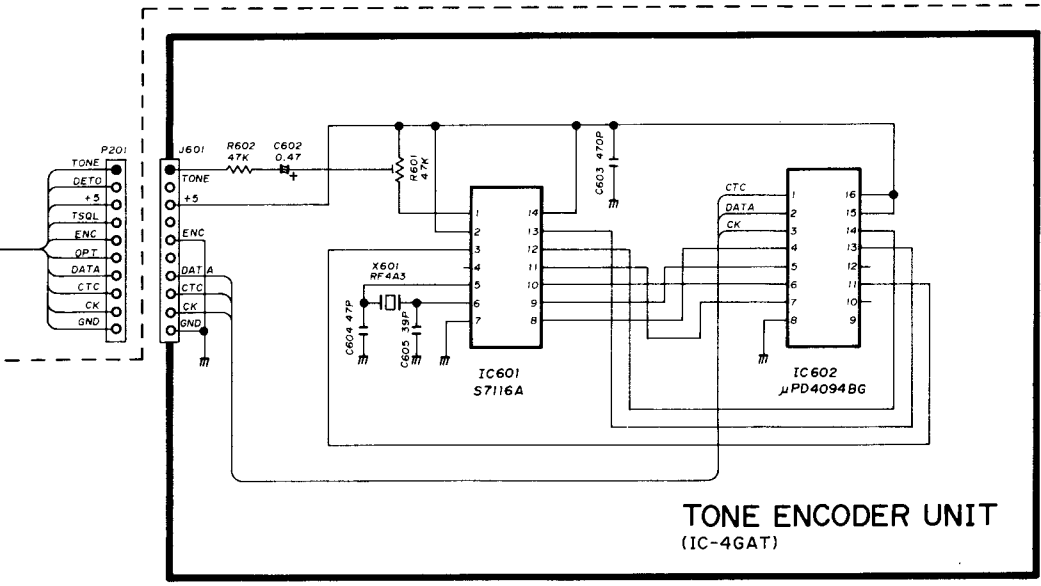 P201
TONE
DETO
+5
TSQL
ENC
OPT
DATA
CTC
CK
GND
J601
TONE
+5
ENC
DATA
CTC
CK
GND
R602
47K
C602
0.47
+
R601
47K
C603 470P
X601
RF4A3
C604 47P
C605 39P
1
2
3
4
5
6
7
14
13
12
11
10
9
8
IC601
S7116A
CTC
DATA
CK
1
2
3
4
5
6
7
8
16
15
14
13
12
11
10
9
IC602
μPD4094BG
TONE ENCODER UNIT
(IC-4GAT)